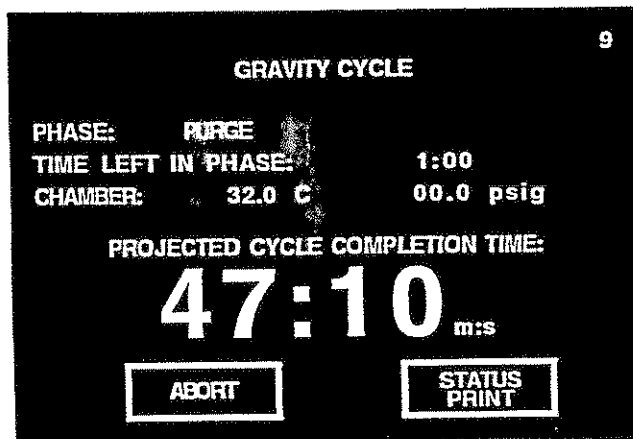 9
GRAVITY CYCLE
PHASE: PURGE
TIME LEFT IN PHASE: 1:00
CHAMBER: 32.0 C 00.0 psig
PROJECTED CYCLE COMPLETION TIME:
47:10 m:s
ABORT
STATUS
PRINT